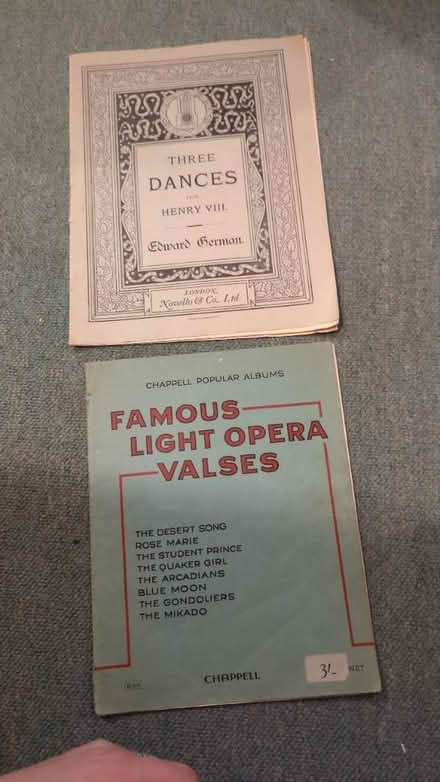 THREE
DANCES
FROM
HENRY VIII.
Edward German.
LONDON,
Novello & Co., Ltd.
CHAPPELL POPULAR ALBUMS
FAMOUS
LIGHT OPERA
VALSES
THE DESERT SONG
ROSE MARIE
THE STUDENT PRINCE
THE QUAKER GIRL
THE ARCADIANS
BLUE MOON
THE GONDOLIERS
THE MIKADO
CHAPPELL
3/-
NET